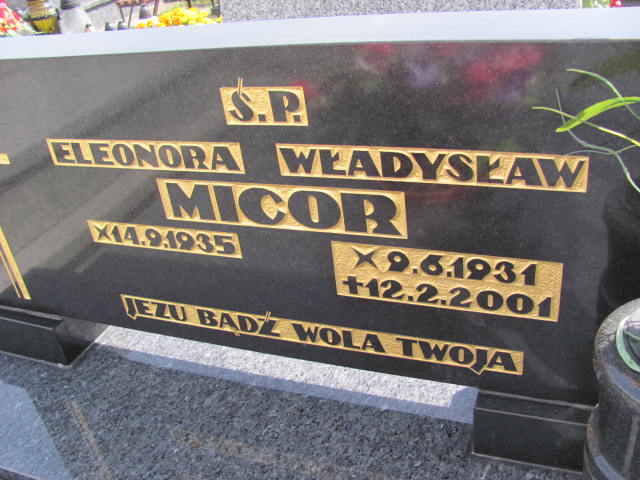 Ś.P.
ELEONORA WŁADYSŁAW
MICOR
14.9.1935 9.6.1931
12.2.2001
JEZU BĄDŹ WOLA TWOJA